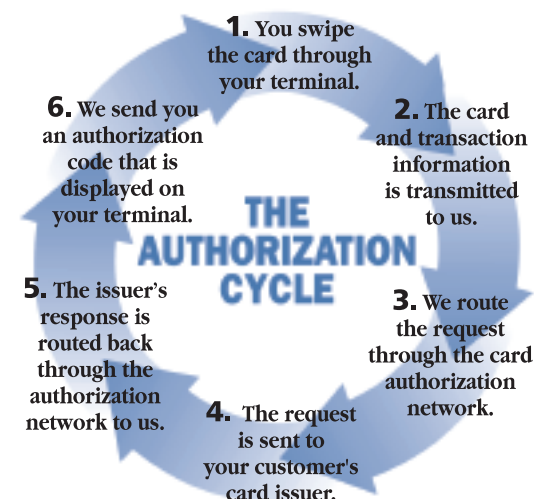 1. You swipe
the card through
your terminal.
2. The card
and transaction
information
is transmitted
to us.
3. We route
the request
through the card
authorization
network.
4. The request
is sent to
your customer's
card issuer.
5. The issuer's
response is
routed back
through the
authorization
network to us.
6. We send you
an authorization
code that is
displayed on
your terminal.
THE
AUTHORIZATION
CYCLE